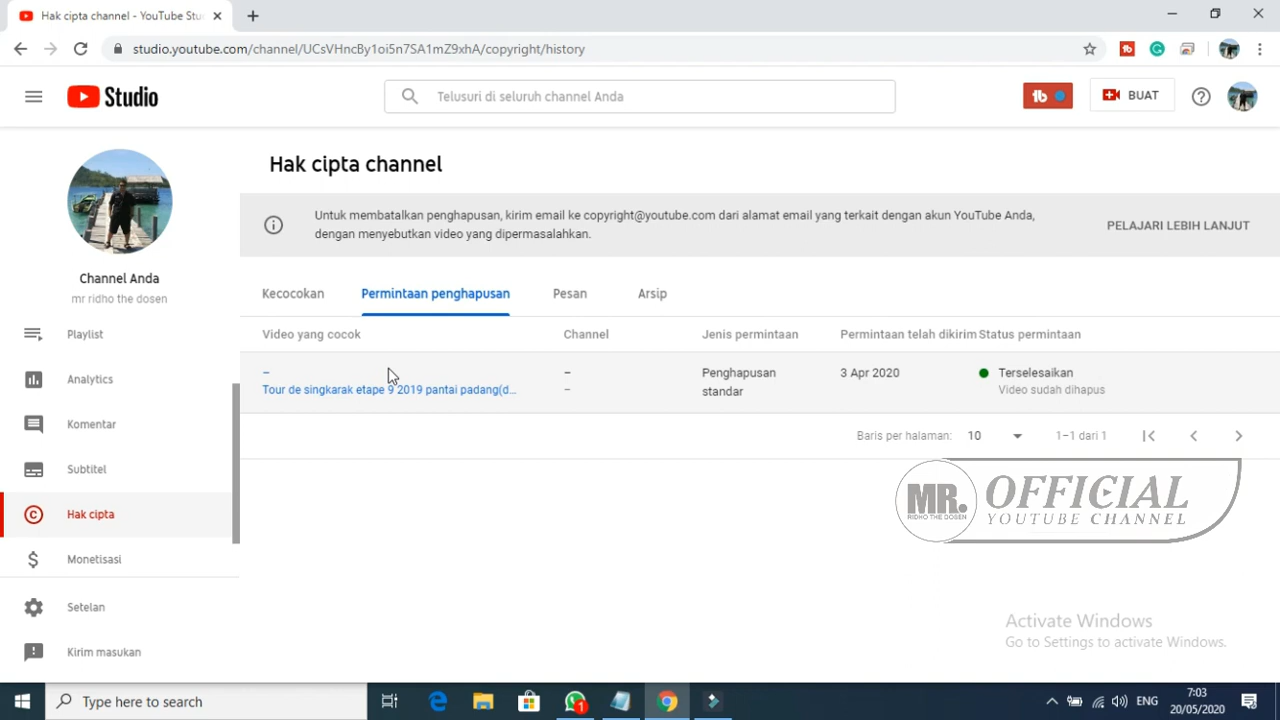 Hak cipta channel - YouTube Stu
studio.youtube.com/channel/UCsVHncBy1oi5n7SA1mZ9xhA/copyright/history
Studio
Telusuri di seluruh channel Anda
tb
BUAT
Channel Anda
mr ridho the dosen
Playlist
Analytics
Komentar
Subtitel
Hak cipta
Monetisasi
Setelan
Kirim masukan
Hak cipta channel
Untuk membatalkan penghapusan, kirim email ke copyright@youtube.com dari alamat email yang terkait dengan akun YouTube Anda,
dengan menyebutkan video yang dipermasalahkan.
PELAJARI LEBIH LANJUT
Kecocokan Permintaan penghapusan Pesan Arsip
Video yang cocok Channel Jenis permintaan Permintaan telah dikirim Status permintaan
– – Penghapusan 3 Apr 2020 Terselesaikan
Tour de singkarak etape 9 2019 pantai padang(d... – standar Video sudah dihapus
Baris per halaman: 10 1–1 dari 1
MR.
RIDHO THE DOSEN
OFFICIAL
YOUTUBE CHANNEL
Activate Windows
Go to Settings to activate Windows.
Type here to search
1
ENG
7:03
20/05/2020